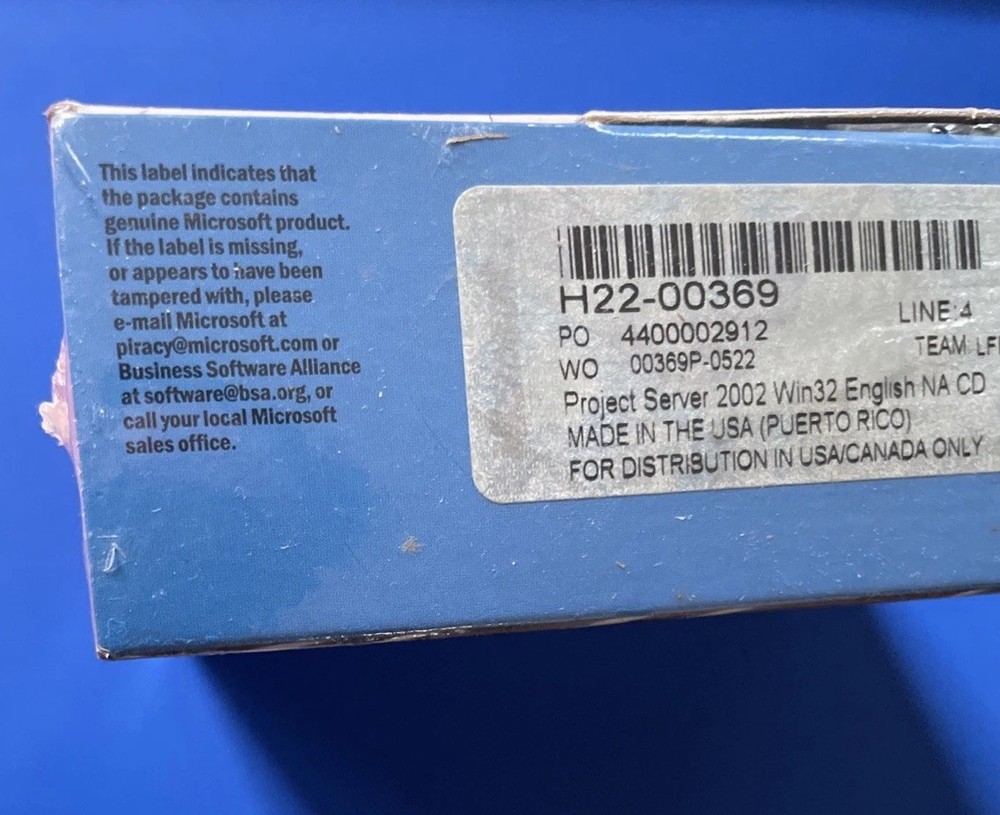 This label indicates that
the package contains
genuine Microsoft product.
If the label is missing,
or appears to have been
tampered with, please
e-mail Microsoft at
piracy@microsoft.com or
Business Software Alliance
at software@bsa.org, or
call your local Microsoft
sales office.
H22-00369
PO 4400002912
LINE:4
WO 00369P-0522
TEAM LF
Project Server 2002 Win32 English NA CD
MADE IN THE USA (PUERTO RICO)
FOR DISTRIBUTION IN USA/CANADA ONLY